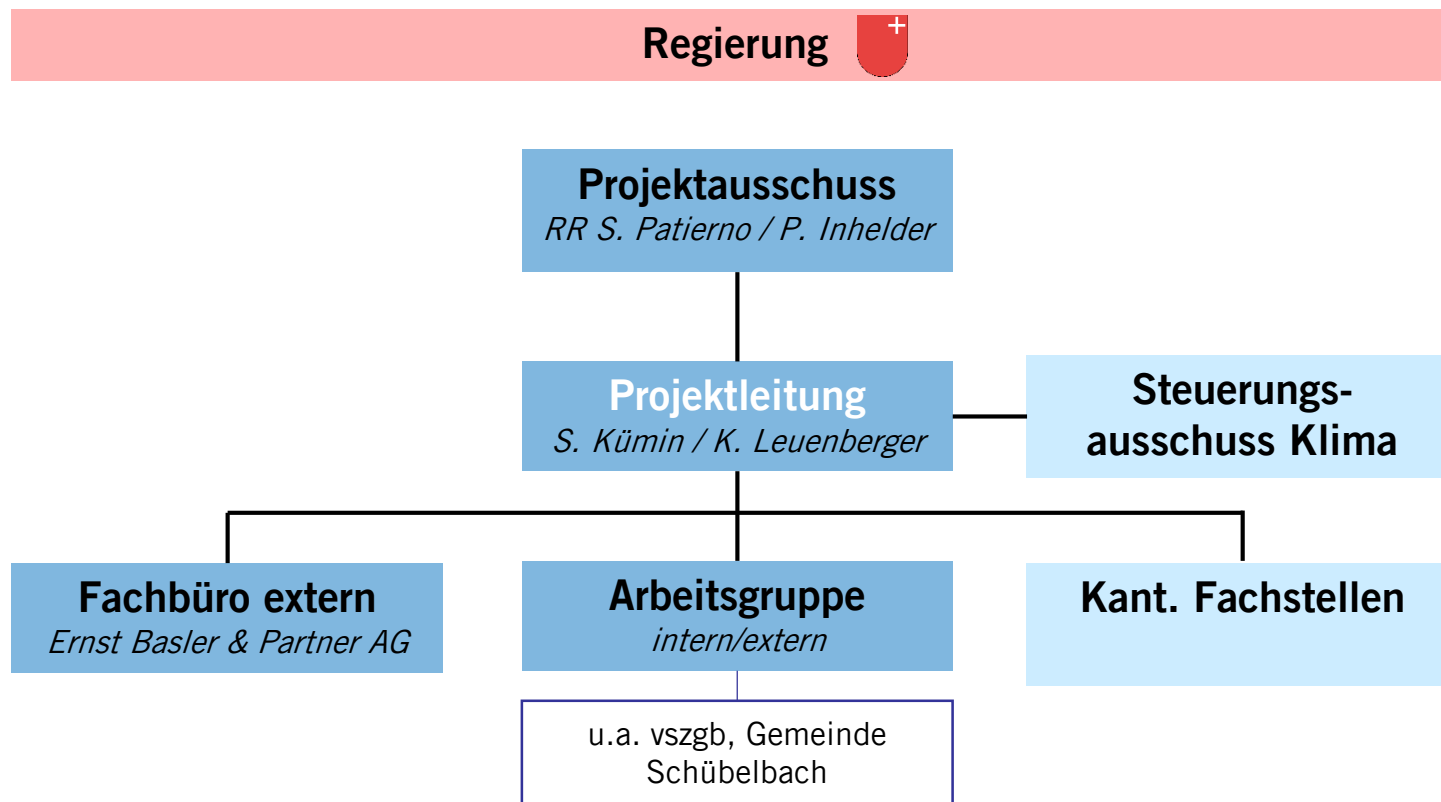 Regierung
Projektausschuss
RR S. Patierno / P. Inhelder
Projektleitung
S. Kümin / K. Leuenberger
Steuerungs-
ausschuss Klima
Fachbüro extern
Ernst Basler & Partner AG
Arbeitsgruppe
intern/extern
Kant. Fachstellen
u.a. vszgb, Gemeinde
Schübelbach